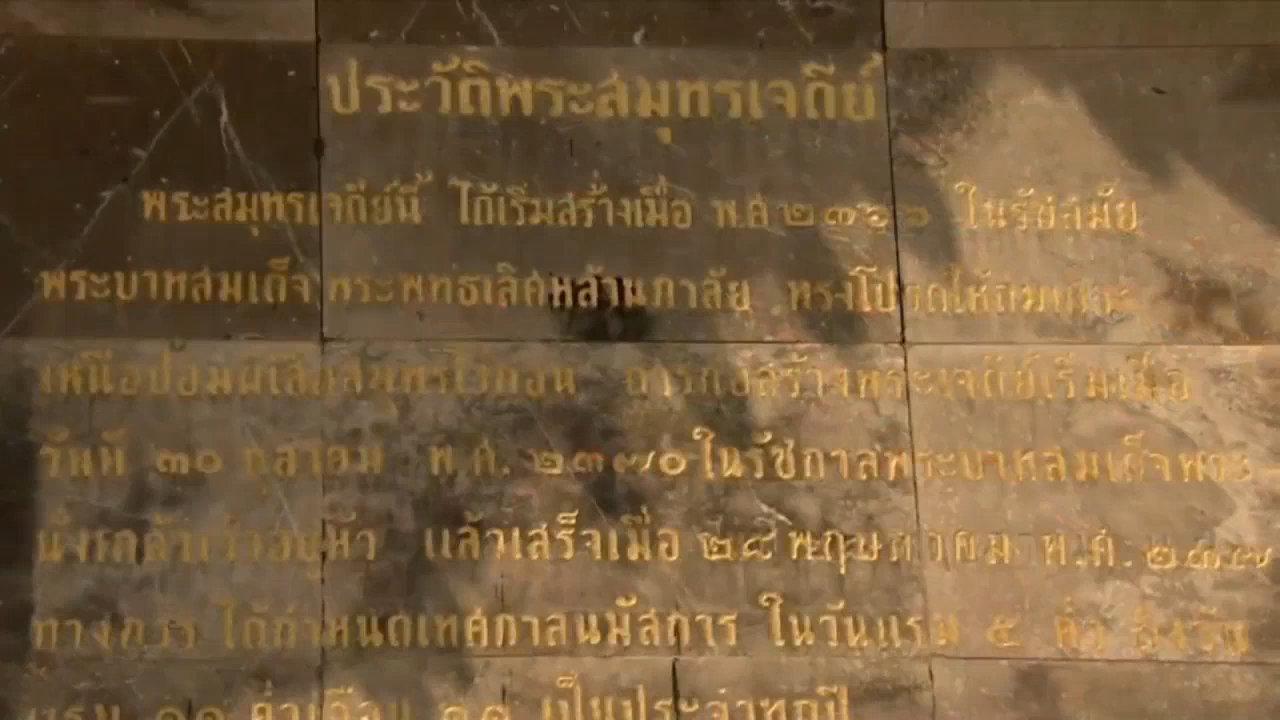 ประวัติพระสมุทรเจดีย์
พระสมุทรเจดีย์นี้ ได้เริ่มสร้างเมื่อ พ.ศ ๒๓๖๖ ในรัชสมัย
พระบาทสมเด็จ พระพุทธเลิศหล้านภาลัย ทรงโปรดให้
เหนือป้อมผีเสื้อสมุทรไว้ก่อน การก่อสร้างพระเจดีย์เริ่มเมื่อ
วันที่ ๓๐ ตุลาคม พ.ศ. ๒๓๗๐ ในรัชกาลพระบาทสมเด็จพระ-
นั่งเกล้าเจ้าอยู่หัว แล้วเสร็จเมื่อ ๒๘ พฤษภาคม พ.ศ.
ทางการ ได้กำหนดเทศกาลนมัสการ ในวันแรม ๕ ค่ำ ถึงวัน
แรม ค่ำเดือน ๑๑ เป็นประจำทุกปี